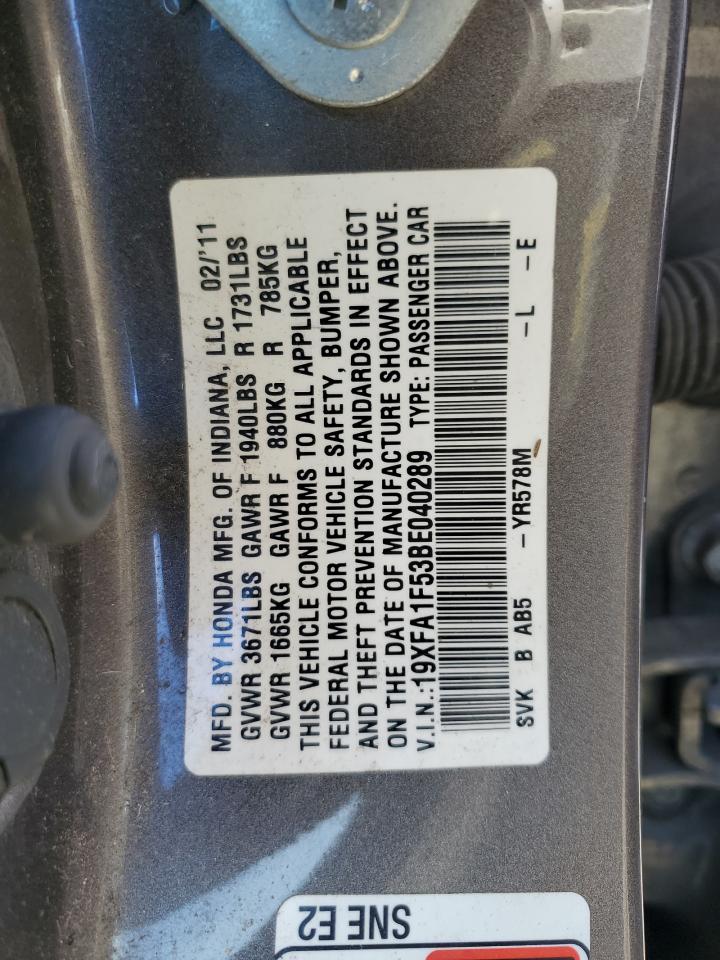 MFD. BY HONDA MFG. OF INDIANA, LLC 02/'11
GVWR 3671LBS GAWR F 1940LBS R 1731LBS
GVWR 1665KG GAWR F 880KG R 785KG
THIS VEHICLE CONFORMS TO ALL APPLICABLE
FEDERAL MOTOR VEHICLE SAFETY, BUMPER,
AND THEFT PREVENTION STANDARDS IN EFFECT
ON THE DATE OF MANUFACTURE SHOWN ABOVE.
V.I.N.:19XFA1F53BE040289 TYPE: PASSENGER CAR
SVK B AB5 -YR578M -L -E
SNE E2